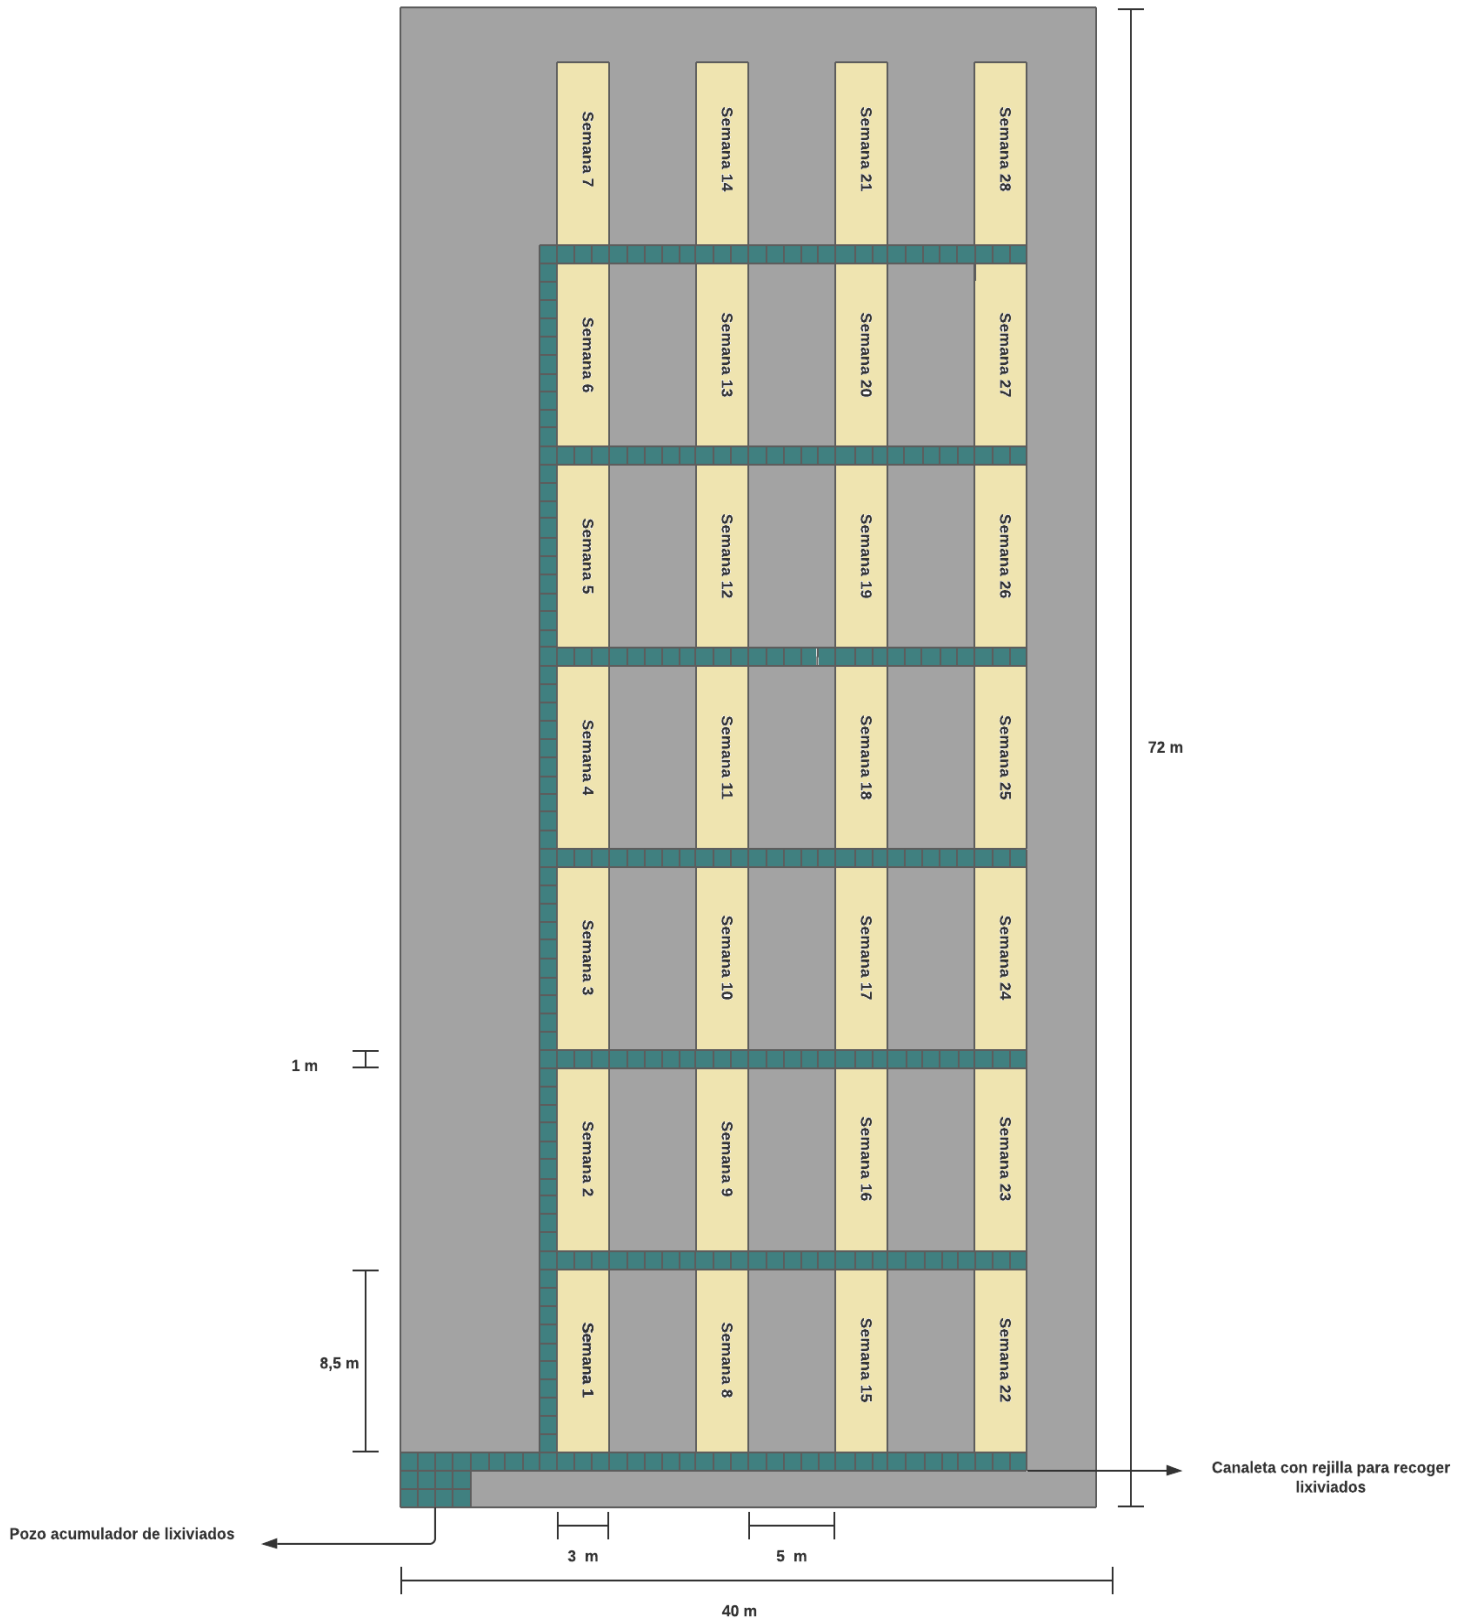 Semana 7
Semana 14
Semana 21
Semana 28
Semana 6
Semana 13
Semana 20
Semana 27
Semana 5
Semana 12
Semana 19
Semana 26
72 m
Semana 4
Semana 11
Semana 18
Semana 25
Semana 3
Semana 10
Semana 17
Semana 24
1 m
Semana 2
Semana 9
Semana 16
Semana 23
8,5 m
Semana 1
Semana 8
Semana 15
Semana 22
Canaleta con rejilla para recoger
lixiviados
Pozo acumulador de lixiviados
3 m
5 m
40 m